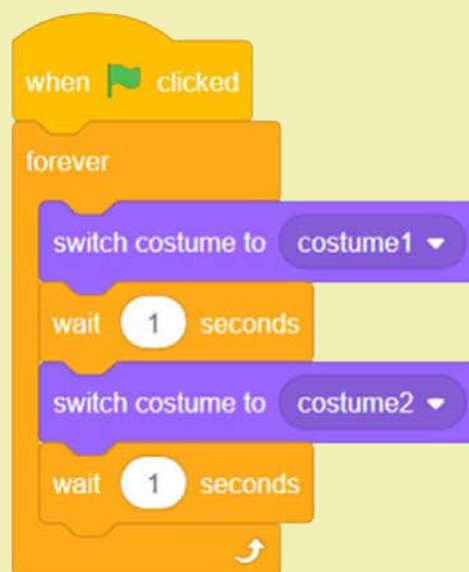 when clicked
forever
switch costume to costume1
wait 1 seconds
switch costume to costume2
wait 1 seconds